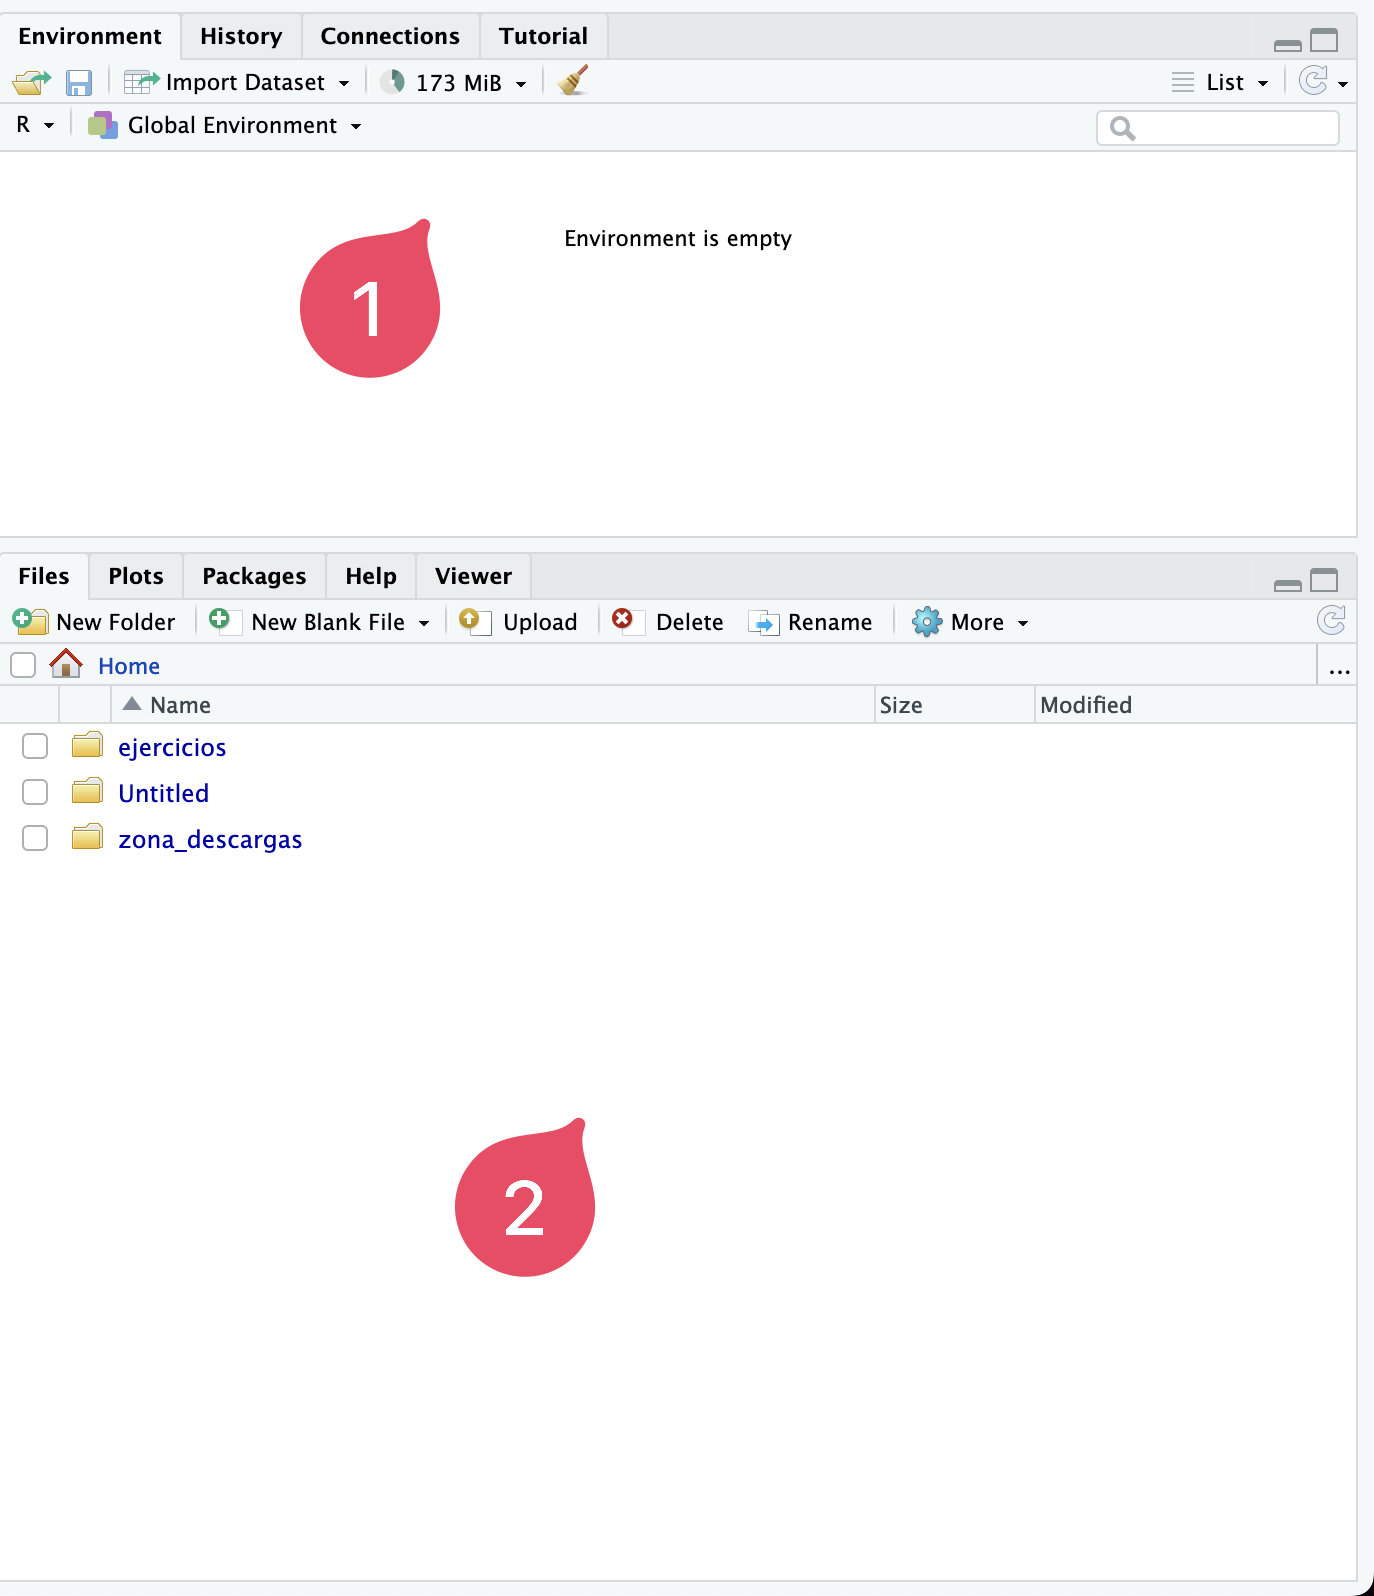 Environment History Connections Tutorial
Import Dataset 173 MiB List
R Global Environment
Environment is empty
1
Files Plots Packages Help Viewer
New Folder New Blank File Upload Delete Rename More
Home ...
Name Size Modified
ejercicios
Untitled
zona_descargas
2